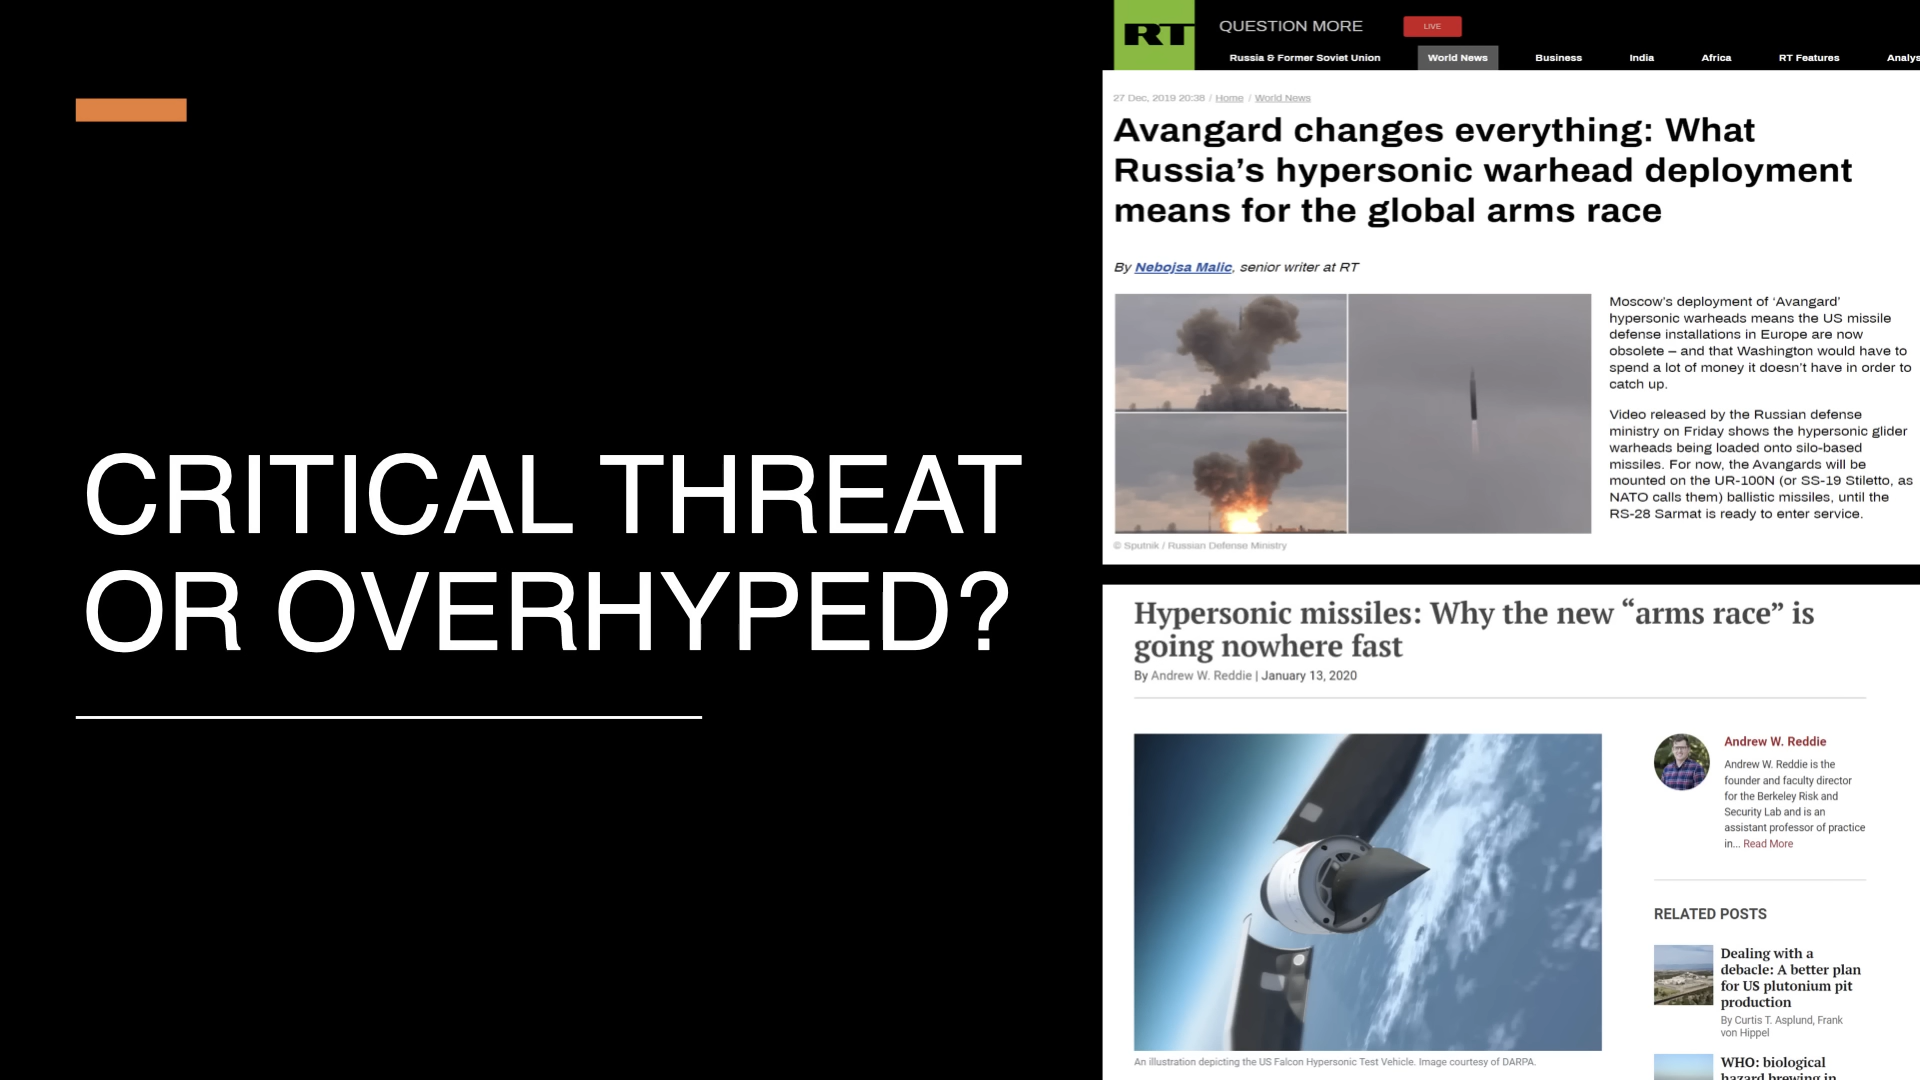 CRITICAL THREAT
OR OVERHYPED?
RT
QUESTION MORE
LIVE
Russia & Former Soviet Union World News Business India Africa RT Features Analys
27 Dec, 2019 20:38 / Home / World News
Avangard changes everything: What
Russia’s hypersonic warhead deployment
means for the global arms race
By Nebojsa Malic, senior writer at RT
Moscow’s deployment of ‘Avangard’
hypersonic warheads means the US missile
defense installations in Europe are now
obsolete – and that Washington would have to
spend a lot of money it doesn’t have in order to
catch up.
Video released by the Russian defense
ministry on Friday shows the hypersonic glider
warheads being loaded onto silo-based
missiles. For now, the Avangards will be
mounted on the UR-100N (or SS-19 Stiletto, as
NATO calls them) ballistic missiles, until the
RS-28 Sarmat is ready to enter service.
© Sputnik / Russian Defense Ministry
Hypersonic missiles: Why the new “arms race” is
going nowhere fast
By Andrew W. Reddie | January 13, 2020
Andrew W. Reddie
Andrew W. Reddie is the
founder and faculty director
for the Berkeley Risk and
Security Lab and is an
assistant professor of practice
in... Read More
RELATED POSTS
Dealing with a
debacle: A better plan
for US plutonium pit
production
By Curtis T. Asplund, Frank
von Hippel
WHO: biological
hazard brewing in
An illustration depicting the US Falcon Hypersonic Test Vehicle. Image courtesy of DARPA.